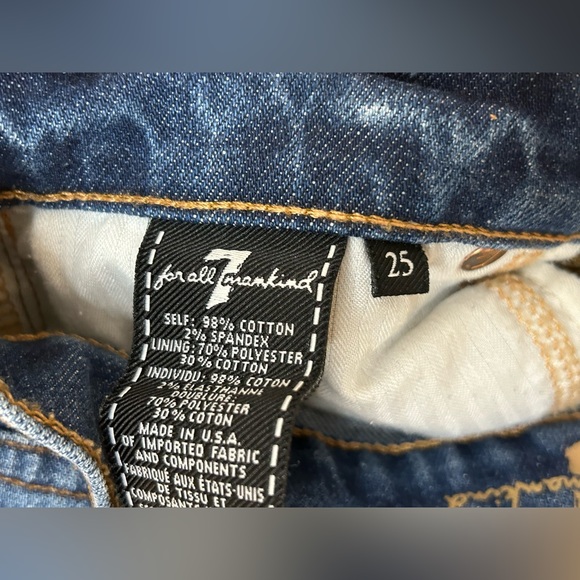 7
for all mankind
SELF: 98% COTTON
2% SPANDEX
LINING: 70% POLYESTER
30% COTTON
INDIVIDU: 98% COTON
2% ELASTHANNE
DOUBLURE:
70% POLYESTER
30% COTON
MADE IN U.S.A.
OF IMPORTED FABRIC
AND COMPONENTS
FABRIQUÉ AUX ÉTATS-UNIS
DE TISSU ET
25
mankind